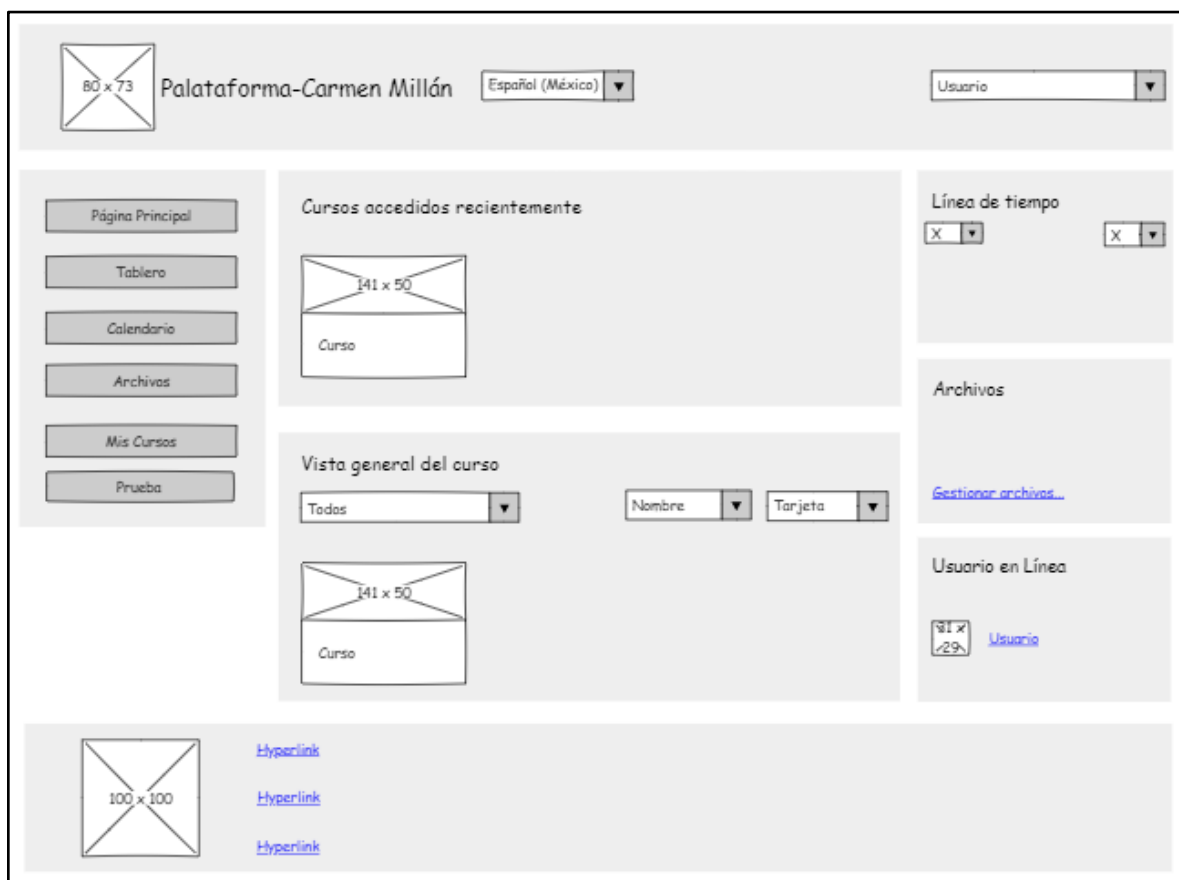 80 x 73
Palataforma-Carmen Millán
Español (México)
Usuario
Página Principal
Tablero
Calendario
Archivos
Mis Cursos
Prueba
Cursos accedidos recientemente
141 x 50
Curso
Vista general del curso
Todos
Nombre
Tarjeta
141 x 50
Curso
Línea de tiempo
X
X
Archivos
Gestionar archivos...
Usuario en Línea
31 x
29
Usuario
100 x 100
Hyperlink
Hyperlink
Hyperlink